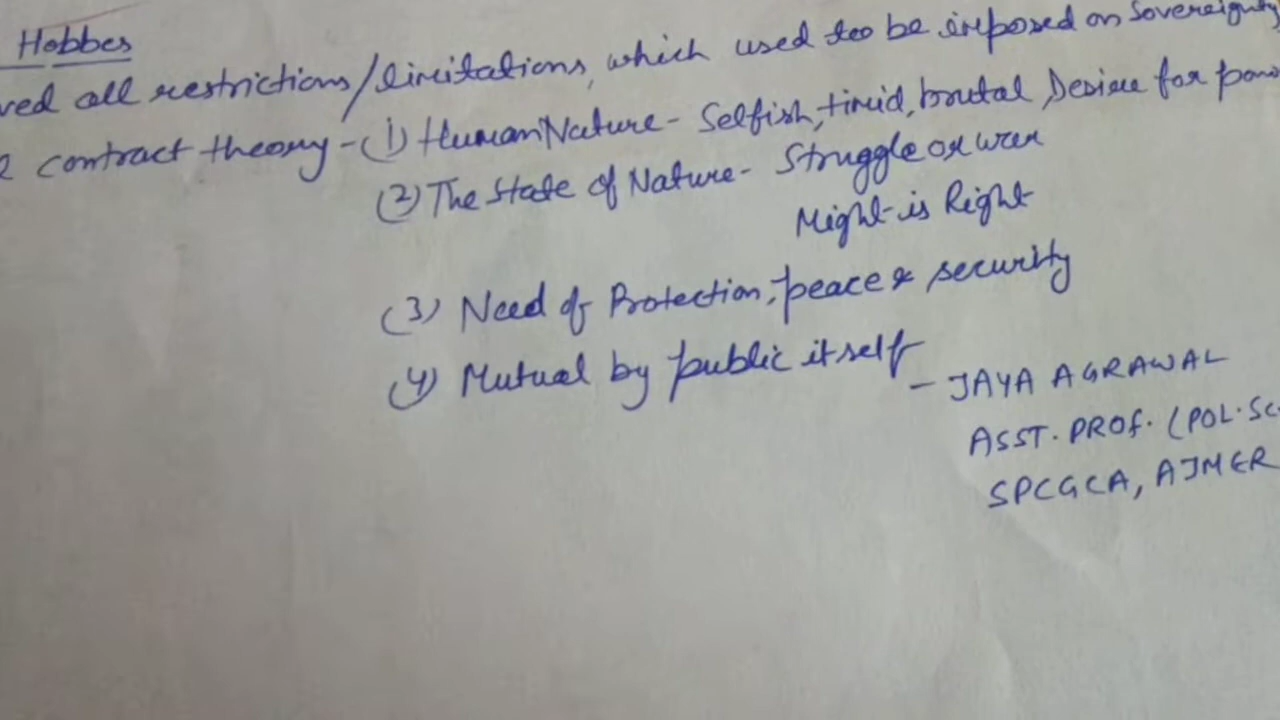 Hobbes
ved all restrictions/limitations, which used to be imposed on Sovereignty
contract theory - (1) Human Nature - Selfish, timid, brutal, Desire for pow
(2) The State of Nature - Struggle or war
Might is Right
(3) Need of Protection, peace & security
(4) Mutual by public itself
- JAYA AGRAWAL
ASST. PROF. (POL. SC.
SPCGCA, AJMER